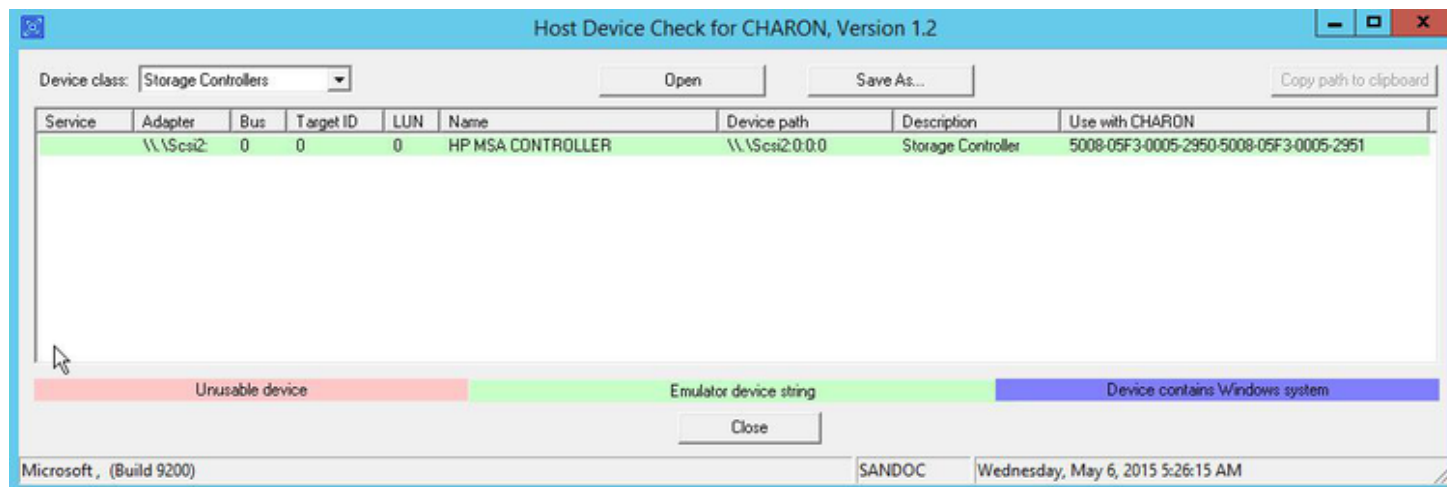 Host Device Check for CHARON, Version 1.2
Device class: Storage Controllers Open Save As... Copy path to clipboard
Service Adapter Bus Target ID LUN Name Device path Description Use with CHARON
\\.\Scsi2: 0 0 0 HP MSA CONTROLLER \\.\Scsi2:0:0:0 Storage Controller 5008-05F3-0005-2950-5008-05F3-0005-2951
Unusable device Emulator device string Device contains Windows system
Close
Microsoft , (Build 9200) SANDOC Wednesday, May 6, 2015 5:26:15 AM